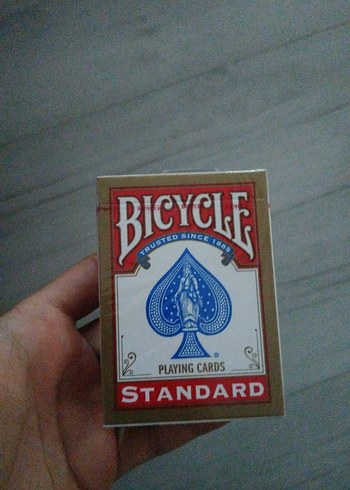 BICYCLE
TRUSTED SINCE 1885
®
PLAYING CARDS
STANDARD